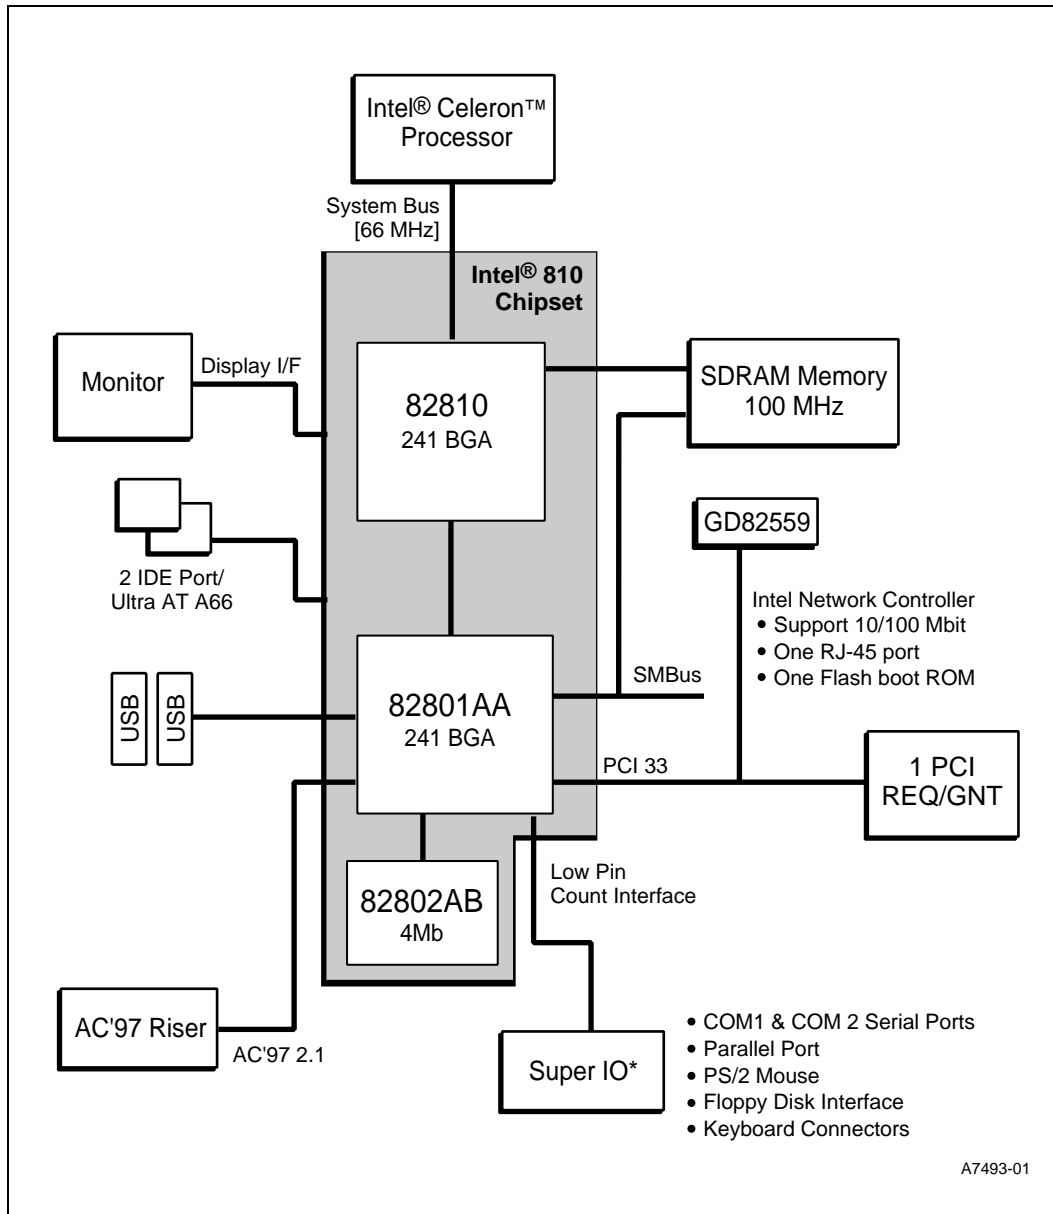 Intel® Celeron™
Processor
System Bus
[66 MHz]
Intel® 810
Chipset
Monitor
Display I/F
82810
241 BGA
SDRAM Memory
100 MHz
GD82559
2 IDE Port/
Ultra AT A66
Intel Network Controller
• Support 10/100 Mbit
• One RJ-45 port
• One Flash boot ROM
USB
USB
82801AA
241 BGA
SMBus
PCI 33
1 PCI
REQ/GNT
82802AB
4Mb
Low Pin
Count Interface
AC'97 Riser
AC'97 2.1
Super IO*
• COM1 & COM 2 Serial Ports
• Parallel Port
• PS/2 Mouse
• Floppy Disk Interface
• Keyboard Connectors
A7493-01